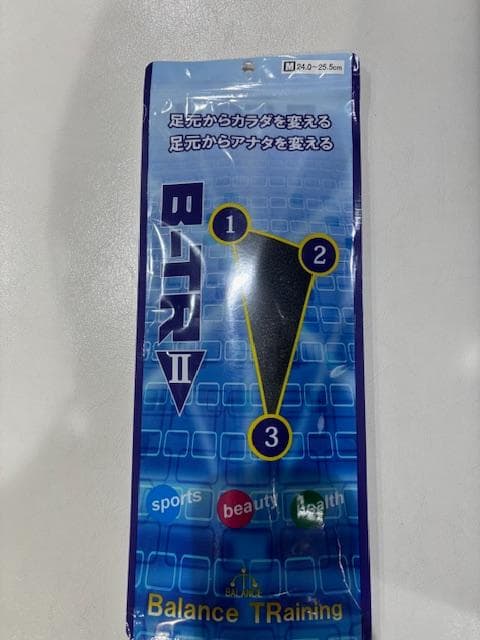 M 24.0～25.5cm
足元からカラダを変える
足元からアナタを変える
B-TR II
1
2
3
sports beauty health
BALANCE
Balance TRaining